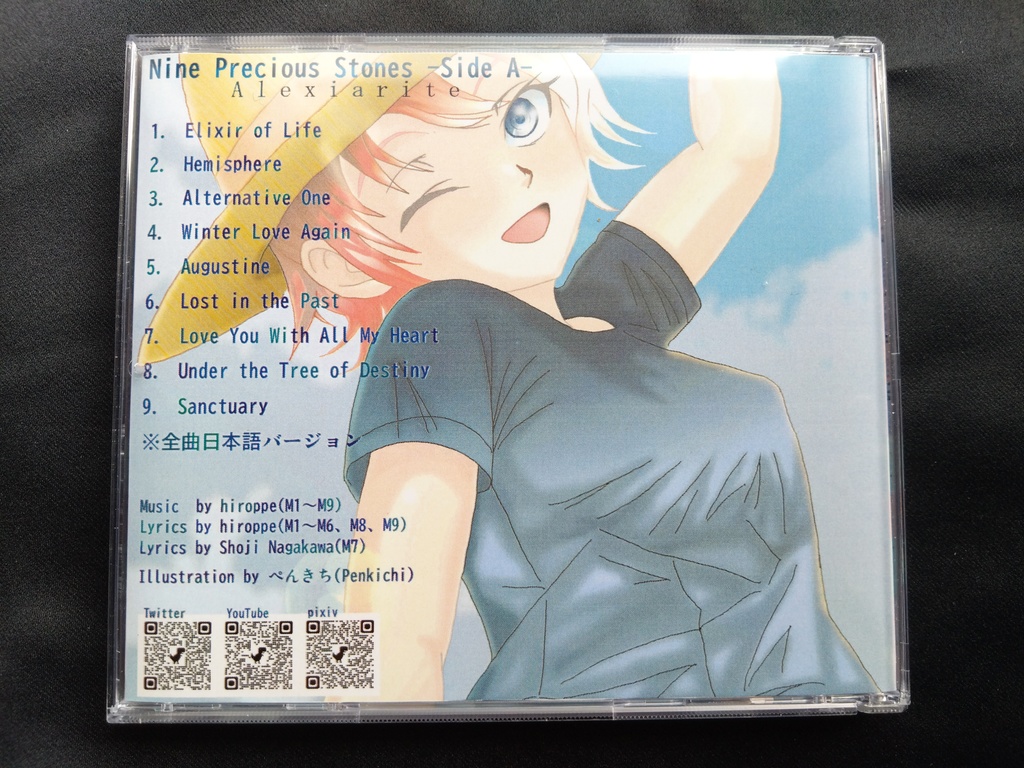 Nine Precious Stones -Side A-
Alexiarite
1. Elixir of Life
2. Hemisphere
3. Alternative One
4. Winter Love Again
5. Augustine
6. Lost in the Past
7. Love You With All My Heart
8. Under the Tree of Destiny
9. Sanctuary
※全曲日本語バージョン
Music by hiroppe(M1～M9)
Lyrics by hiroppe(M1～M6、M8、M9)
Lyrics by Shoji Nagakawa(M7)
Illustration by ぺんきち(Penkichi)
Twitter YouTube pixiv